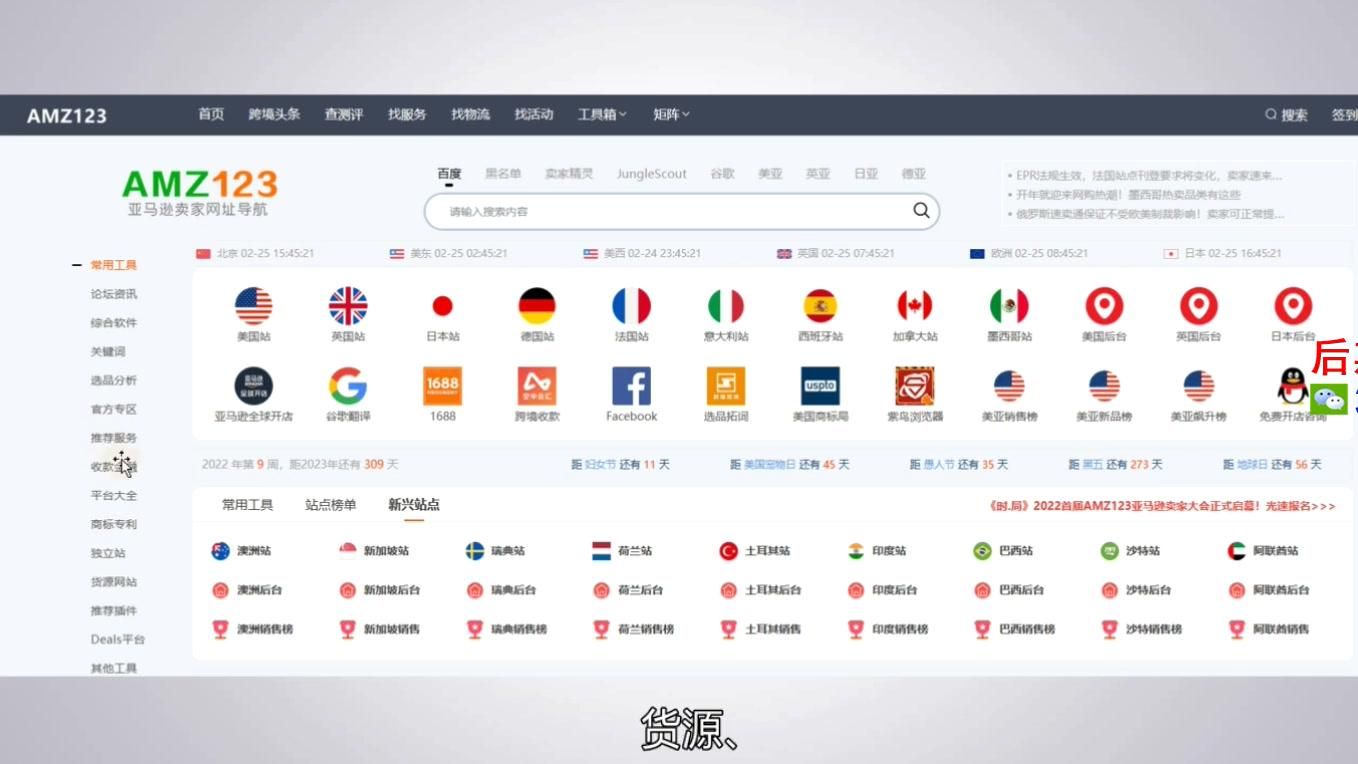 AMZ123 首页 跨境头条 查测评 找服务 找物流 找活动 工具箱 矩阵 搜索 签到
AMZ123
亚马逊卖家网址导航
百度 黑名单 卖家精灵 JungleScout 谷歌 美亚 英亚 日亚 德亚
请输入搜索内容
• EPR法规生效，法国站点刊登要求将变化，卖家速来...
• 开年就迎来网购热潮！墨西哥热卖品类有这些
• 俄罗斯速卖通保证不受欧美制裁影响！卖家可正常提...
北京 02-25 15:45:21 美东 02-25 02:45:21 美西 02-24 23:45:21 英国 02-25 07:45:21 欧洲 02-25 08:45:21 日本 02-25 16:45:21
常用工具
论坛资讯
综合软件
关键词
选品分析
官方专区
推荐服务
收款金融
平台大全
商标专利
独立站
货源网站
推荐插件
Deals平台
其他工具
美国站 英国站 日本站 德国站 法国站 意大利站 西班牙站 加拿大站 墨西哥站 美国后台 英国后台 日本后台
1688
uspto
亚马逊全球开店 谷歌翻译 1688 跨境收款 Facebook 选品拓词 美国商标局 紫鸟浏览器 美亚销售榜 美亚新品榜 美亚飙升榜 免费开店咨询
后
2022 年第 9 周，距2023年还有 309 天 距 妇女节 还有 11 天 距 美国宠物日 还有 45 天 距 愚人节 还有 35 天 距 黑五 还有 273 天 距 地球日 还有 56 天
常用工具 站点榜单 新兴站点 《时.局》2022首届AMZ123亚马逊卖家大会正式启幕！先速报名>>>
澳洲站 新加坡站 瑞典站 荷兰站 土耳其站 印度站 巴西站 沙特站 阿联酋站
澳洲后台 新加坡后台 瑞典后台 荷兰后台 土耳其后台 印度后台 巴西后台 沙特后台 阿联酋后台
澳洲销售榜 新加坡销售 瑞典销售榜 荷兰销售榜 土耳其销售 印度销售榜 巴西销售榜 沙特销售榜 阿联酋销售
货源、